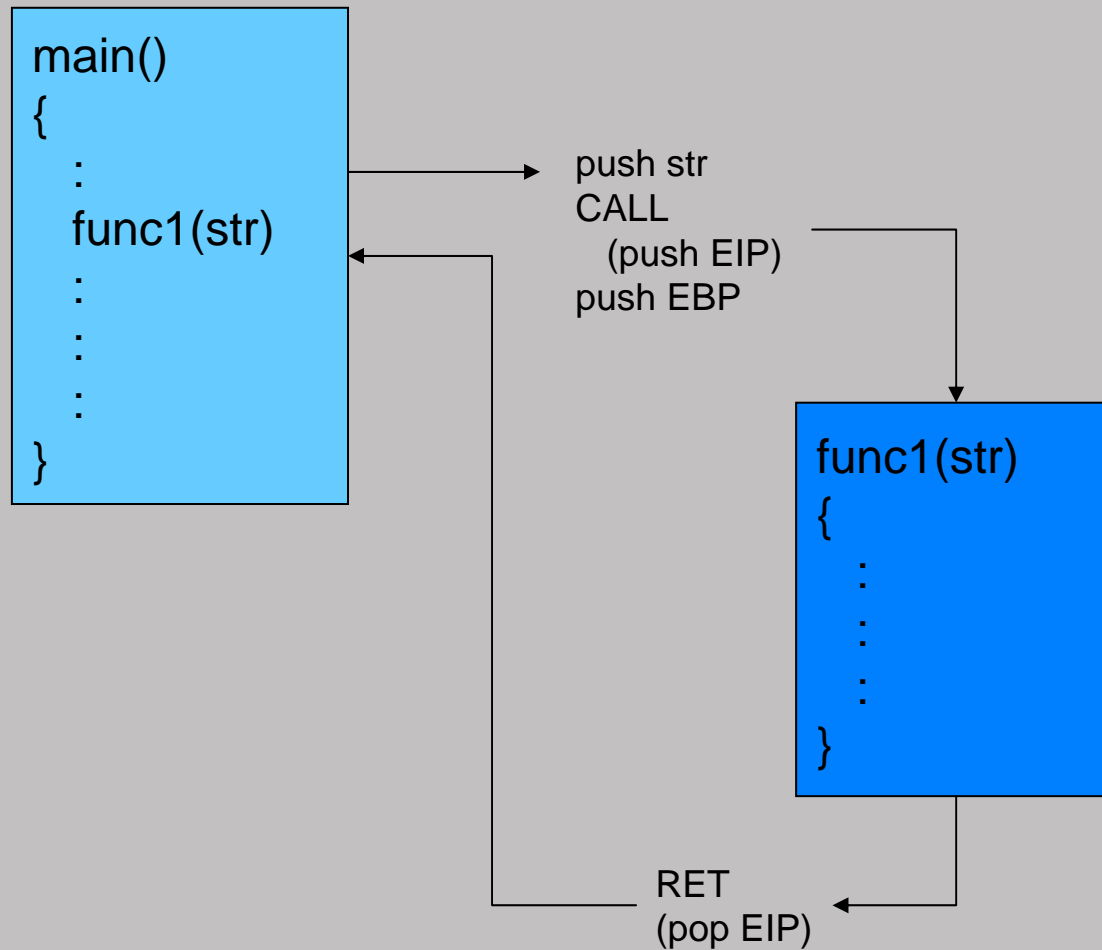 main()
{
:
func1(str)
:
:
:
}
push str
CALL
(push EIP)
push EBP
func1(str)
{
:
:
:
}
RET
(pop EIP)